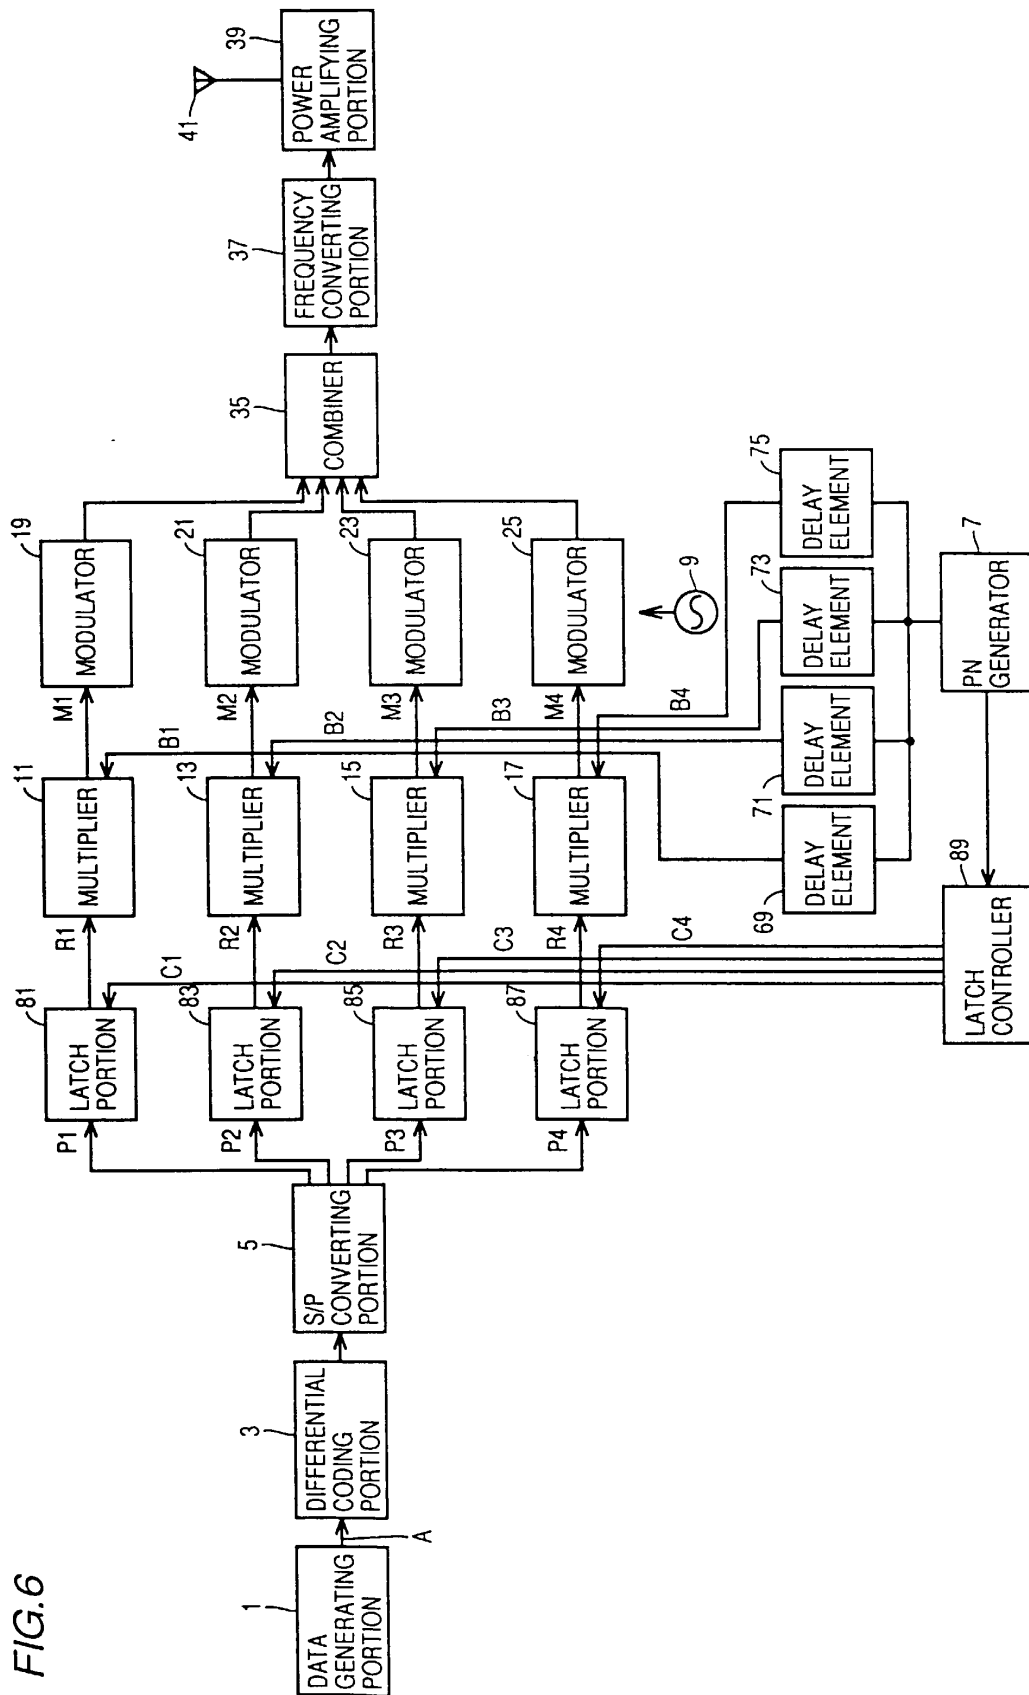 FIG.6
1
DATA
GENERATING
PORTION
A
3
DIFFERENTIAL
CODING
PORTION
5
S/P
CONVERTING
PORTION
P1
P2
P3
P4
81
LATCH
PORTION
83
LATCH
PORTION
85
LATCH
PORTION
87
LATCH
PORTION
C1
C2
C3
C4
R1
R2
R3
R4
11
MULTIPLIER
13
MULTIPLIER
15
MULTIPLIER
17
MULTIPLIER
B1
B2
B3
B4
M1
M2
M3
M4
19
MODULATOR
21
MODULATOR
23
MODULATOR
25
MODULATOR
9
35
COMBINER
37
FREQUENCY
CONVERTING
PORTION
39
POWER
AMPLIFYING
PORTION
41
69
DELAY
ELEMENT
71
DELAY
ELEMENT
73
DELAY
ELEMENT
75
DELAY
ELEMENT
89
LATCH
CONTROLLER
7
PN
GENERATOR